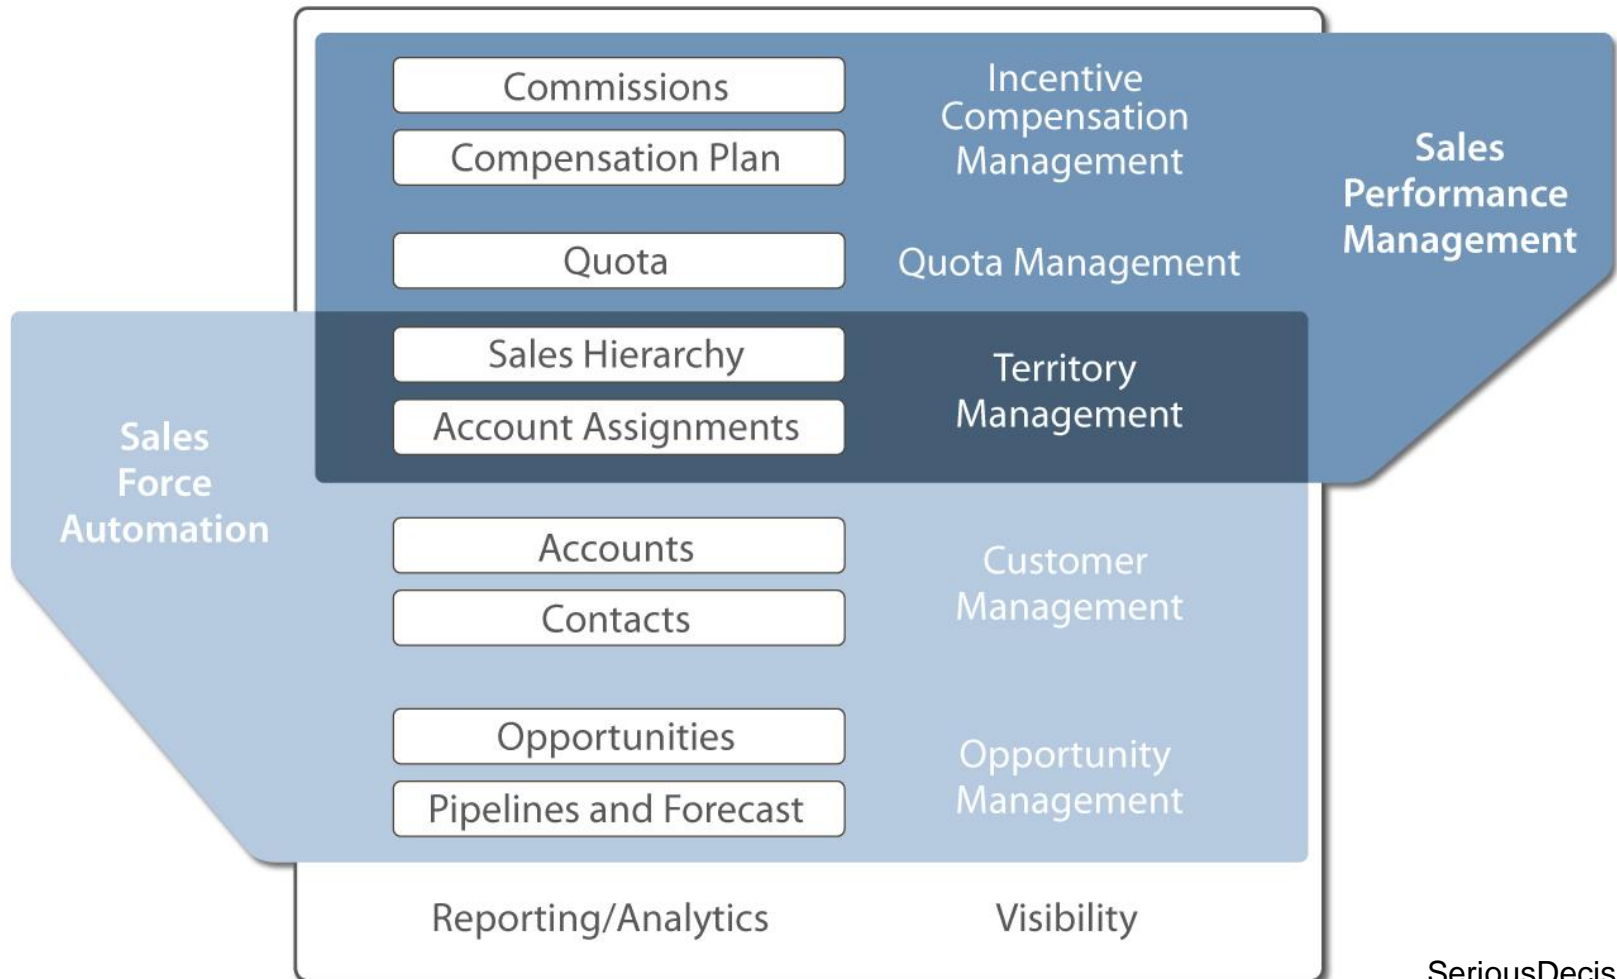 Commissions
Compensation Plan
Incentive
Compensation
Management
Sales
Performance
Management
Quota
Quota Management
Sales Hierarchy
Account Assignments
Territory
Management
Sales
Force
Automation
Accounts
Contacts
Customer
Management
Opportunities
Pipelines and Forecast
Opportunity
Management
Reporting/Analytics
Visibility
SeriousDecis